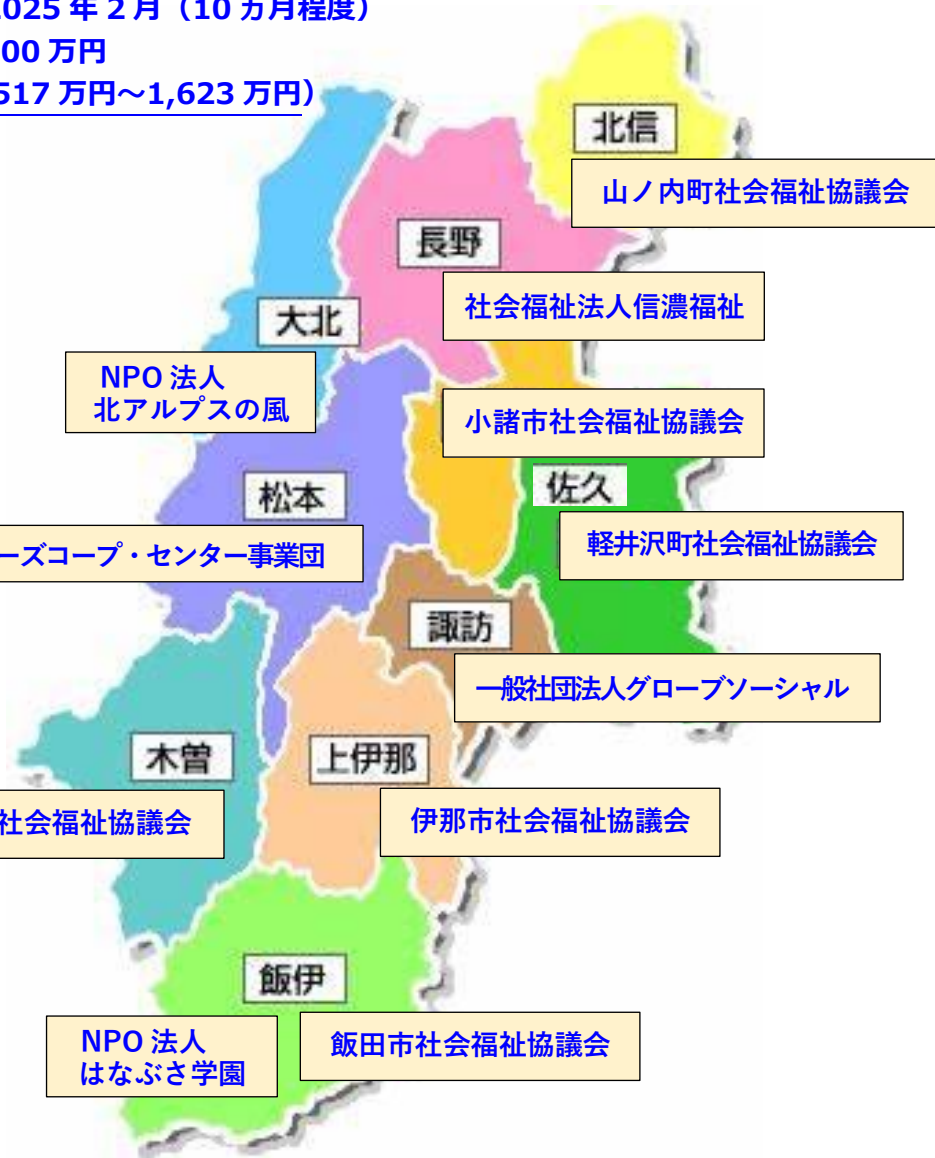 2025 年 2 月（10 ヵ月程度）
00 万円
517 万円～1,623 万円）
北信
山ノ内町社会福祉協議会
長野
社会福祉法人信濃福祉
大北
NPO 法人
北アルプスの風
小諸市社会福祉協議会
松本
佐久
ーズコープ・センター事業団
軽井沢町社会福祉協議会
諏訪
一般社団法人グローブソーシャル
木曽
上伊那
社会福祉協議会
伊那市社会福祉協議会
飯伊
NPO 法人
はなぶさ学園
飯田市社会福祉協議会